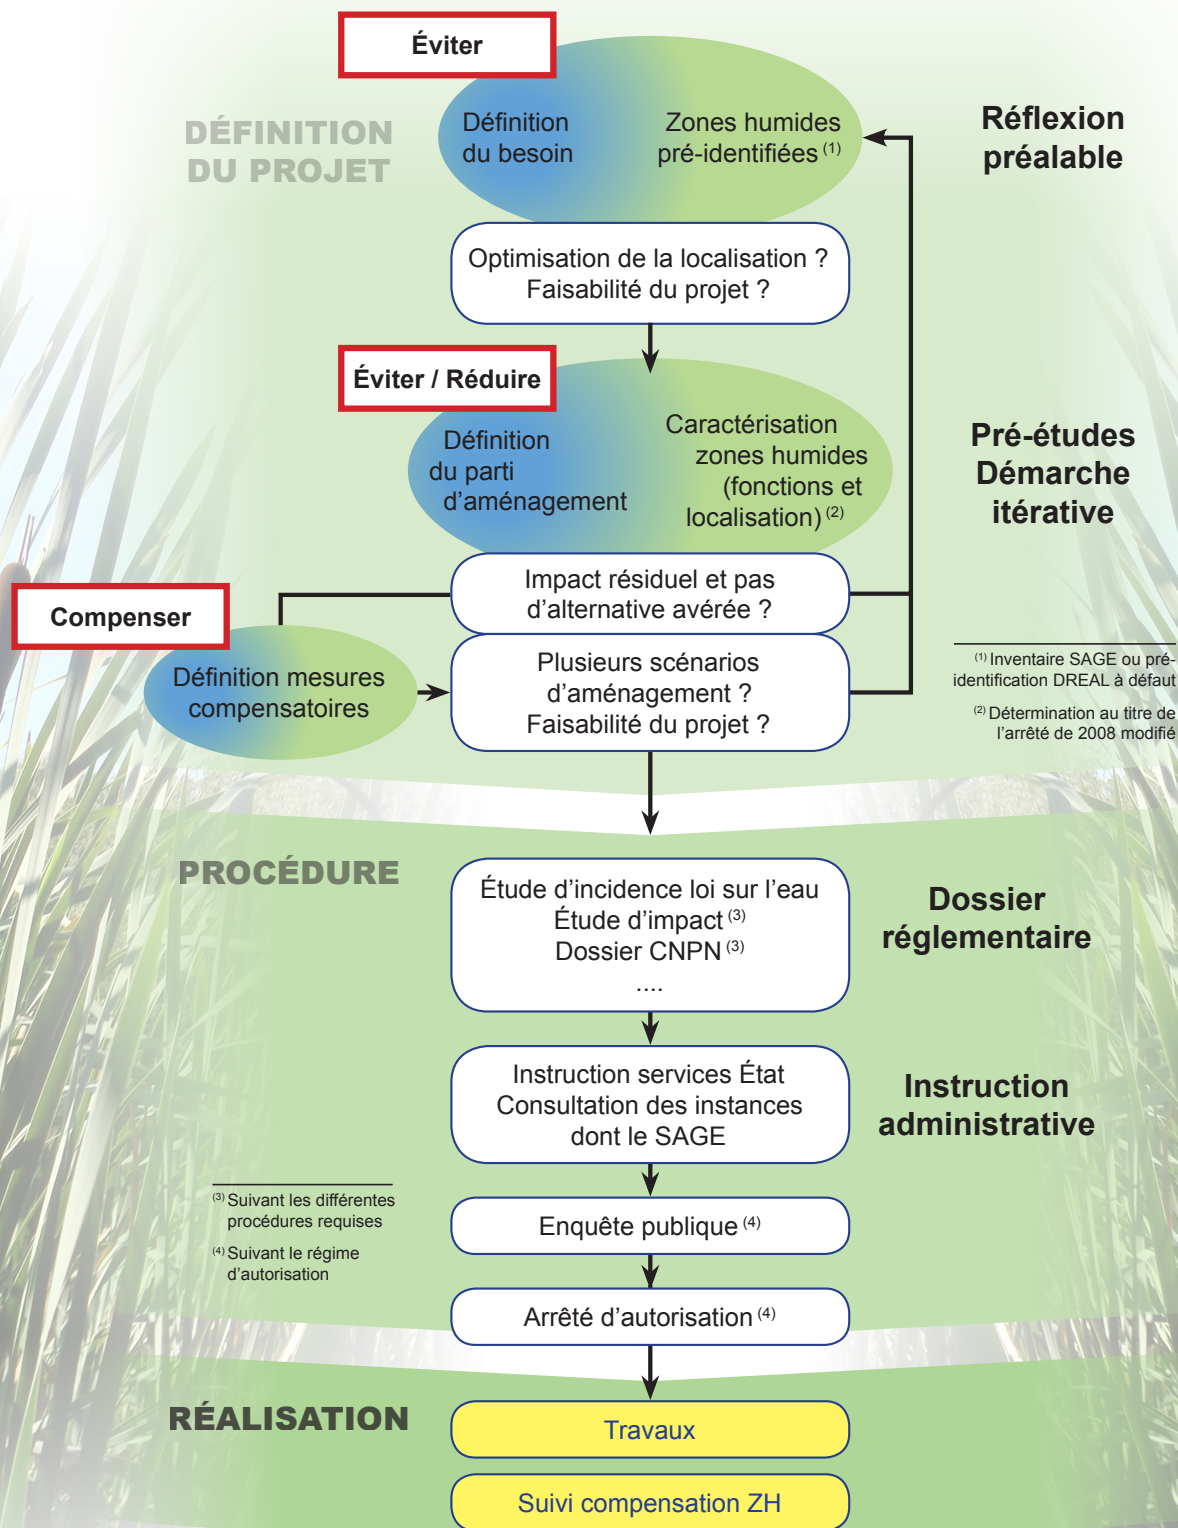 Éviter
DÉFINITION
DU PROJET
Définition
du besoin
Zones humides
pré-identifiées (1)
Réflexion
préalable
Optimisation de la localisation ?
Faisabilité du projet ?
Éviter / Réduire
Définition
du parti
d’aménagement
Caractérisation
zones humides
(fonctions et
localisation) (2)
Pré-études
Démarche
itérative
Impact résiduel et pas
d’alternative avérée ?
Compenser
Définition mesures
compensatoires
Plusieurs scénarios
d’aménagement ?
Faisabilité du projet ?
(1) Inventaire SAGE ou pré-
identification DREAL à défaut
(2) Détermination au titre de
l’arrêté de 2008 modifié
PROCÉDURE
Étude d’incidence loi sur l’eau
Étude d’impact (3)
Dossier CNPN (3)
....
Dossier
réglementaire
Instruction services État
Consultation des instances
dont le SAGE
Instruction
administrative
(3) Suivant les différentes
procédures requises
(4) Suivant le régime
d’autorisation
Enquête publique (4)
Arrêté d’autorisation (4)
RÉALISATION
Travaux
Suivi compensation ZH